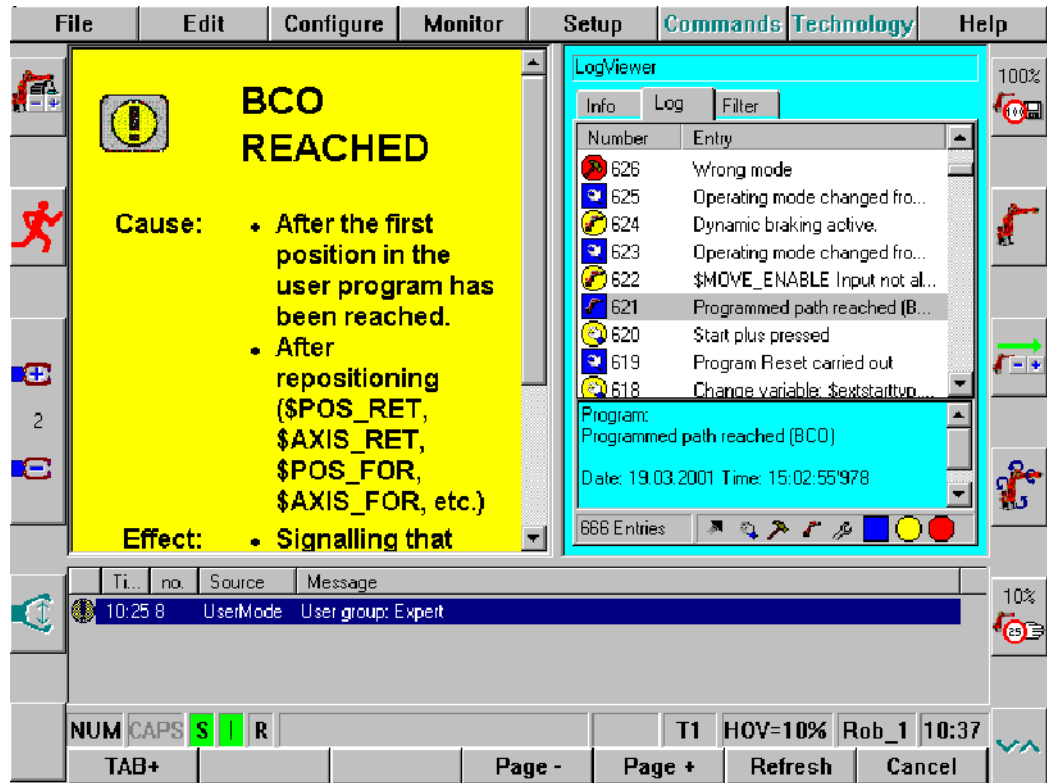 File Edit Configure Monitor Setup Commands Technology Help
BCO
REACHED
Cause:
• After the first
position in the
user program has
been reached.
• After
repositioning
($POS_RET,
$AXIS_RET,
$POS_FOR,
$AXIS_FOR, etc.)
Effect:
• Signalling that
LogViewer
Info Log Filter
Number Entry
626 Wrong mode
625 Operating mode changed fro...
624 Dynamic braking active.
623 Operating mode changed fro...
622 $MOVE_ENABLE Input not al...
621 Programmed path reached (B...
620 Start plus pressed
619 Program Reset carried out
618 Change variable: $extstarttyp...
Program:
Programmed path reached (BCO)
Date: 19.03.2001 Time: 15:02:55'978
666 Entries
2
100%
100
10%
25
Ti... no. Source Message
10:25 8 UserMode User group: Expert
NUM CAPS S I R T1 HOV=10% Rob_1 10:37
TAB+ Page - Page + Refresh Cancel